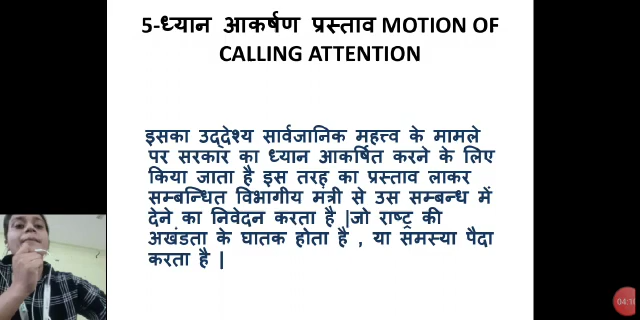 5-ध्यान आकर्षण प्रस्ताव MOTION OF
CALLING ATTENTION
इसका उद्देश्य सार्वजानिक महत्त्व के मामले
पर सरकार का ध्यान आकर्षित करने के लिए
किया जाता है इस तरह का प्रस्ताव लाकर
सम्बन्धित विभागीय मंत्री से उस सम्बन्ध में
देने का निवेदन करता है |जो राष्ट्र की
अखंडता के घातक होता है , या समस्या पैदा
करता है |